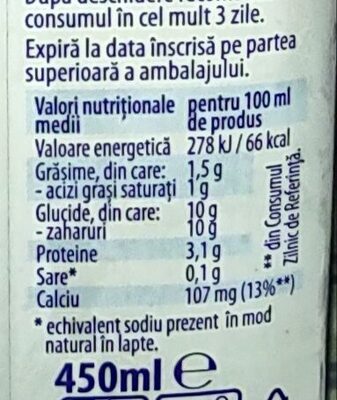 După deschidere
consumul în cel mult 3 zile.
Expiră la data înscrisă pe partea
superioară a ambalajului.
Valori nutriționale pentru 100 ml
medii de produs
Valoare energetică 278 kJ / 66 kcal
Grăsime, din care: 1,5 g
- acizi grași saturați 1 g
Glucide, din care: 10 g
- zaharuri 10 g
Proteine 3,1 g
Sare* 0,1 g
Calciu 107 mg (13%**)
** din Consumul
Zilnic de Referință.
* echivalent sodiu prezent în mod
natural în lapte.
450ml e